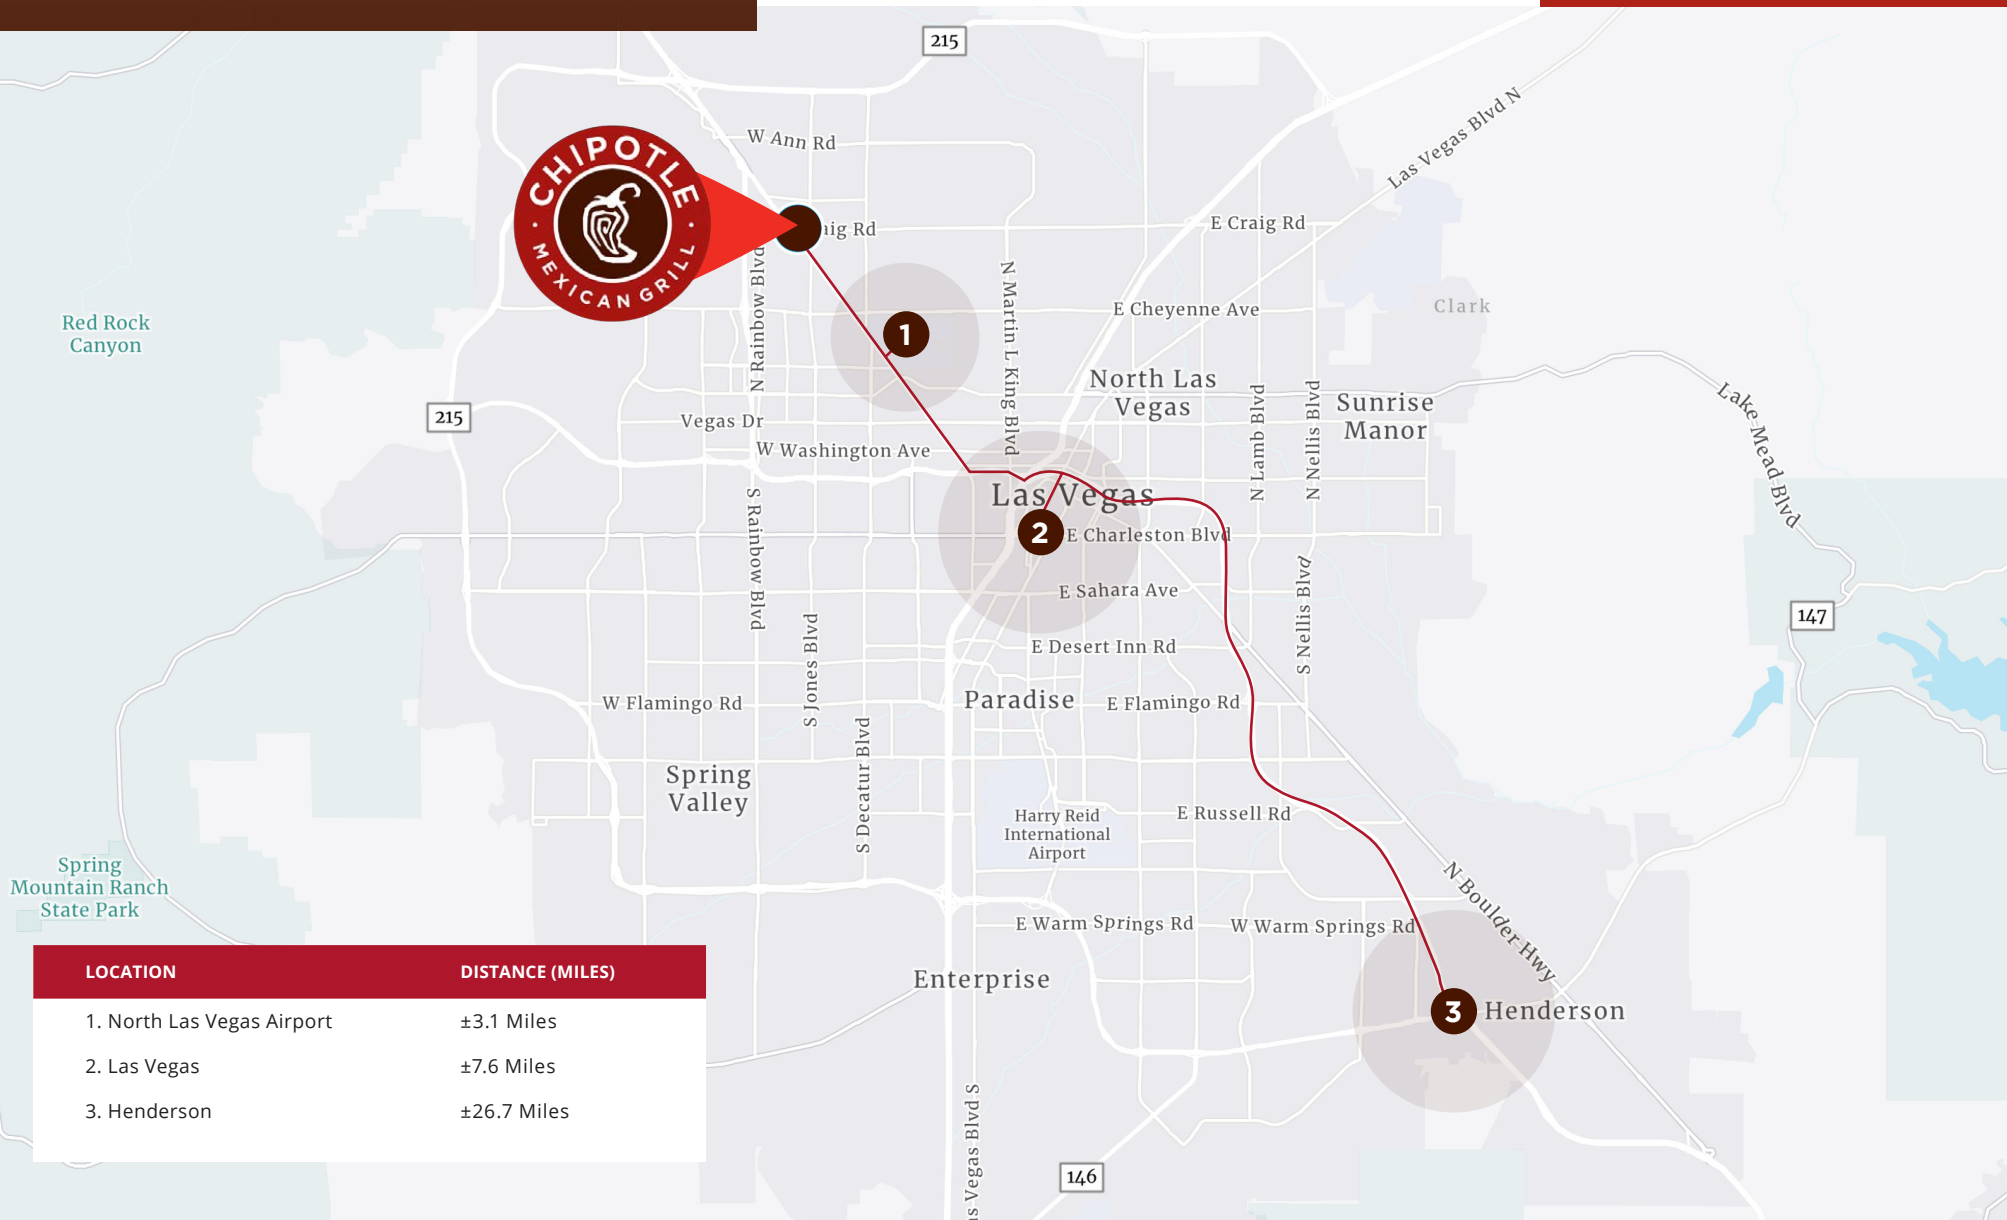 215
W Ann Rd
Las Vegas Blvd N
CHIPOTLE
MEXICAN GRILL
aig Rd
E Craig Rd
N Rainbow Blvd
N Martin L King Blvd
E Cheyenne Ave
Clark
Red Rock
Canyon
1
North Las
Vegas
N Lamb Blvd
N Nellis Blvd
Sunrise
Manor
Lake Mead Blvd
215
Vegas Dr
W Washington Ave
Las Vegas
2
E Charleston Blvd
S Rainbow Blvd
E Sahara Ave
S Nellis Blvd
147
S Jones Blvd
E Desert Inn Rd
W Flamingo Rd
Paradise
E Flamingo Rd
Spring
Valley
S Decatur Blvd
Harry Reid
International
Airport
E Russell Rd
Spring
Mountain Ranch
State Park
N Boulder Hwy
E Warm Springs Rd
W Warm Springs Rd
Enterprise
3
Henderson
as Vegas Blvd S
146
LOCATION DISTANCE (MILES)
1. North Las Vegas Airport ±3.1 Miles
2. Las Vegas ±7.6 Miles
3. Henderson ±26.7 Miles